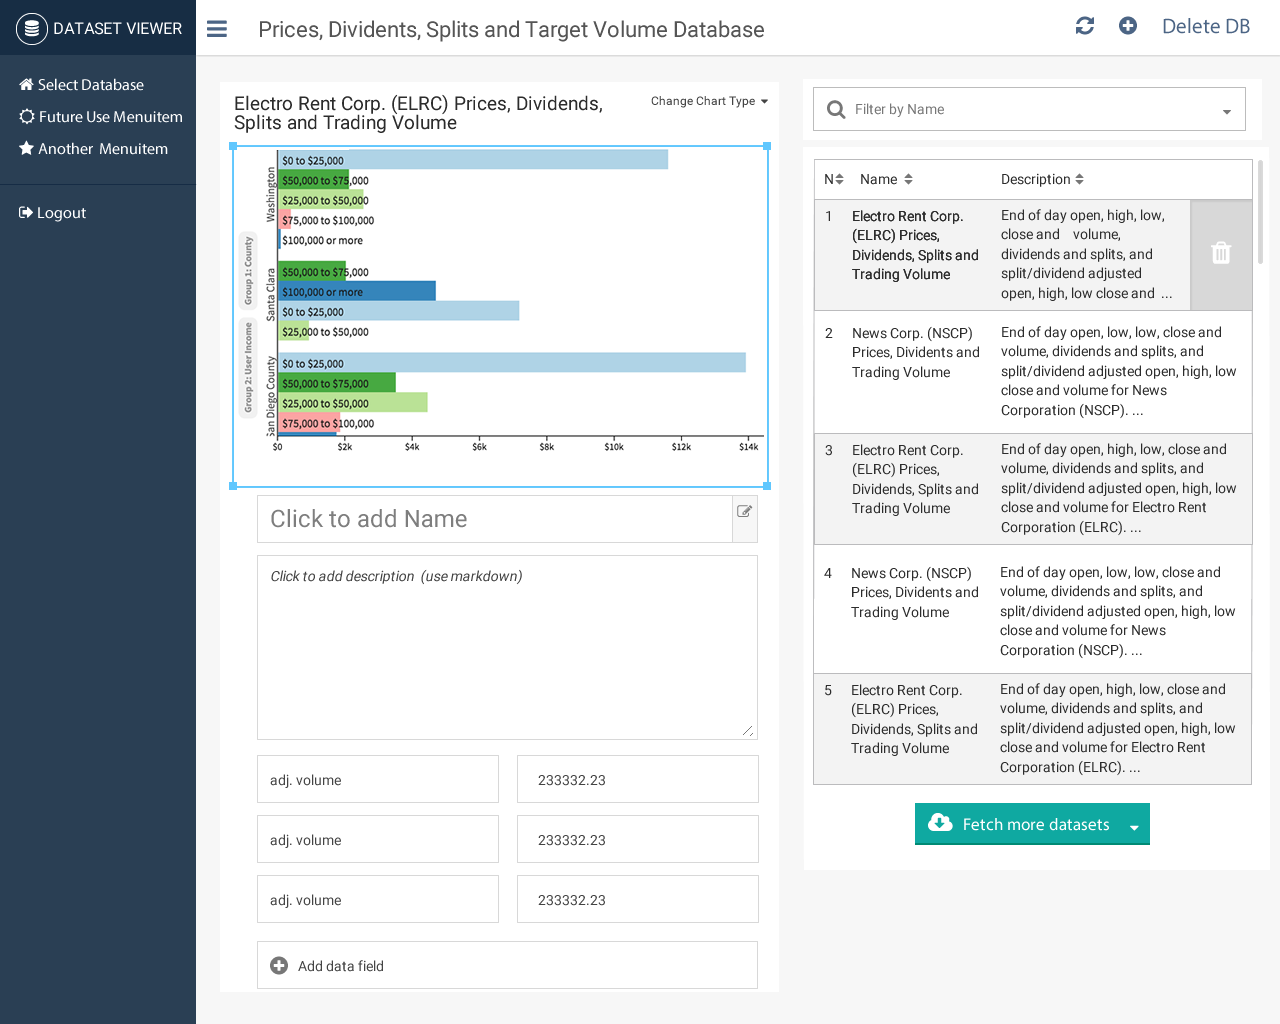 DATASET VIEWER
Select Database
Future Use Menuitem
Another Menuitem
Logout
Prices, Dividends, Splits and Target Volume Database
Delete DB
Electro Rent Corp. (ELRC) Prices, Dividends,
Splits and Trading Volume
Change Chart Type
Group 1: County
Group 2: User Income
Washington
$0 to $25,000
$50,000 to $75,000
$25,000 to $50,000
$75,000 to $100,000
$100,000 or more
Santa Clara
$50,000 to $75,000
$100,000 or more
$0 to $25,000
$25,000 to $50,000
San Diego County
$0 to $25,000
$50,000 to $75,000
$25,000 to $50,000
$75,000 to $100,000
$0 $2k $4k $6k $8k $10k $12k $14k
Click to add Name
Click to add description (use markdown)
adj. volume 233332.23
adj. volume 233332.23
adj. volume 233332.23
Add data field
Filter by Name
N Name Description
1
Electro Rent Corp.
(ELRC) Prices,
Dividends, Splits and
Trading Volume
End of day open, high, low,
close and volume,
dividends and splits, and
split/dividend adjusted
open, high, low close and ...
2
News Corp. (NSCP)
Prices, Dividents and
Trading Volume
End of day open, low, low, close and
volume, dividends and splits, and
split/dividend adjusted open, high, low
close and volume for News
Corporation (NSCP). ...
3
Electro Rent Corp.
(ELRC) Prices,
Dividends, Splits and
Trading Volume
End of day open, high, low, close and
volume, dividends and splits, and
split/dividend adjusted open, high, low
close and volume for Electro Rent
Corporation (ELRC). ...
4
News Corp. (NSCP)
Prices, Dividents and
Trading Volume
End of day open, low, low, close and
volume, dividends and splits, and
split/dividend adjusted open, high, low
close and volume for News
Corporation (NSCP). ...
5
Electro Rent Corp.
(ELRC) Prices,
Dividends, Splits and
Trading Volume
End of day open, high, low, close and
volume, dividends and splits, and
split/dividend adjusted open, high, low
close and volume for Electro Rent
Corporation (ELRC). ...
Fetch more datasets